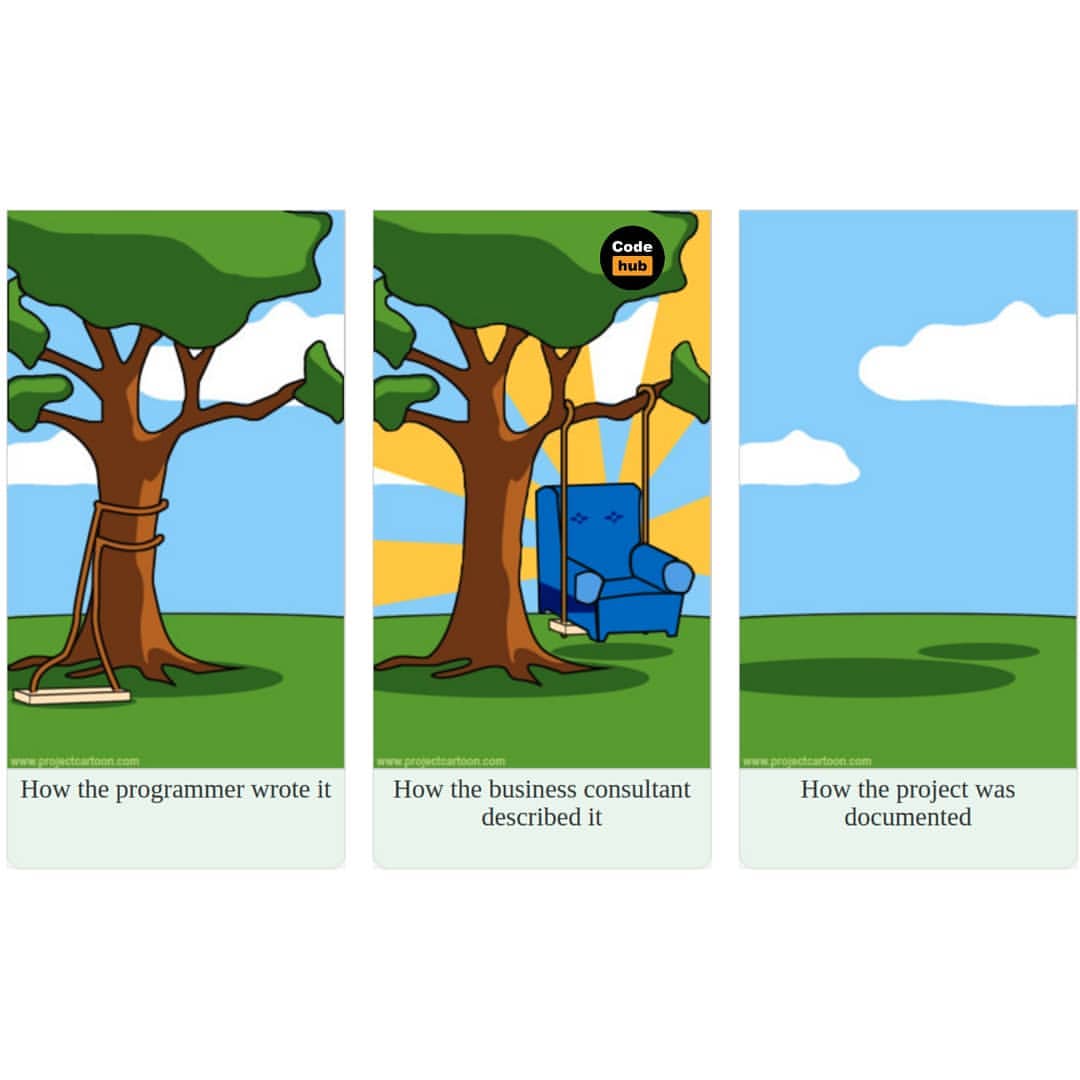 Code
hub
www.projectcartoon.com
www.projectcartoon.com
www.projectcartoon.com
How the programmer wrote it
How the business consultant
described it
How the project was
documented